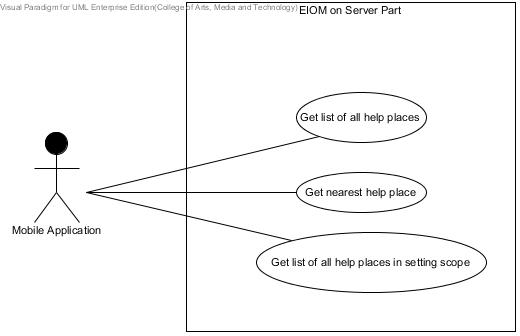 Visual Paradigm for UML Enterprise Edition(College of Arts, Media and Technology)
EIOM on Server Part
Get list of all help places
Get nearest help place
Mobile Application
Get list of all help places in setting scope